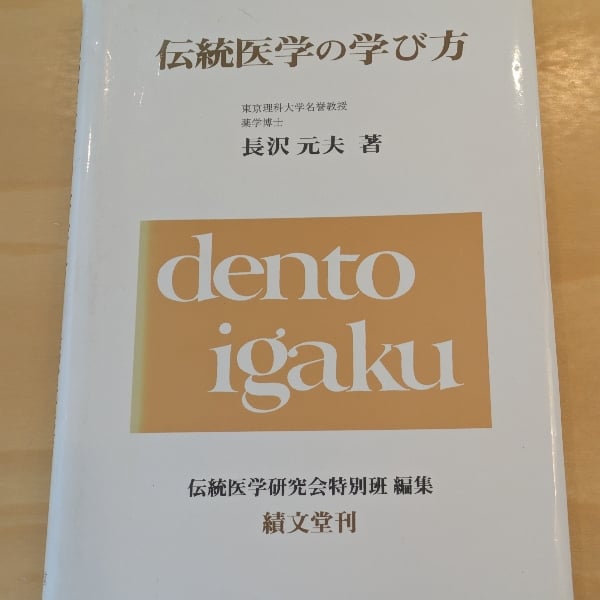 伝統医学の学び方
東京理科大学名誉教授
薬学博士
長沢 元夫 著
dento
igaku
伝統医学研究会特別班 編集
績文堂刊